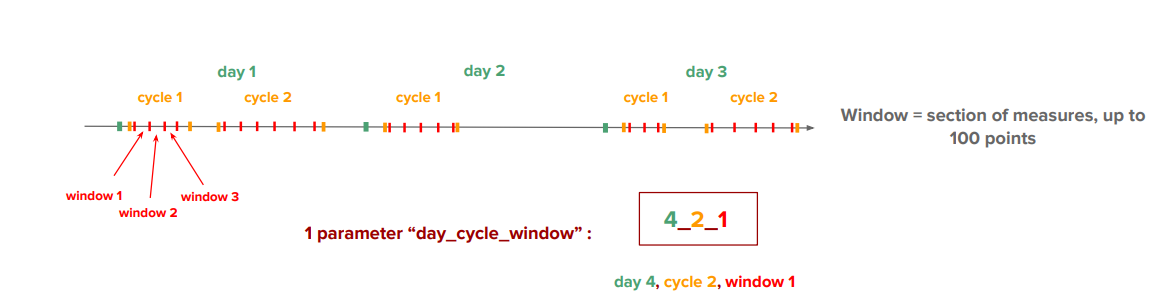 day 1
day 2
day 3
cycle 1
cycle 2
cycle 1
cycle 1
cycle 2
Window = section of measures, up to
100 points
window 1
window 2
window 3
1 parameter “day_cycle_window” :
4_2_1
day 4, cycle 2, window 1